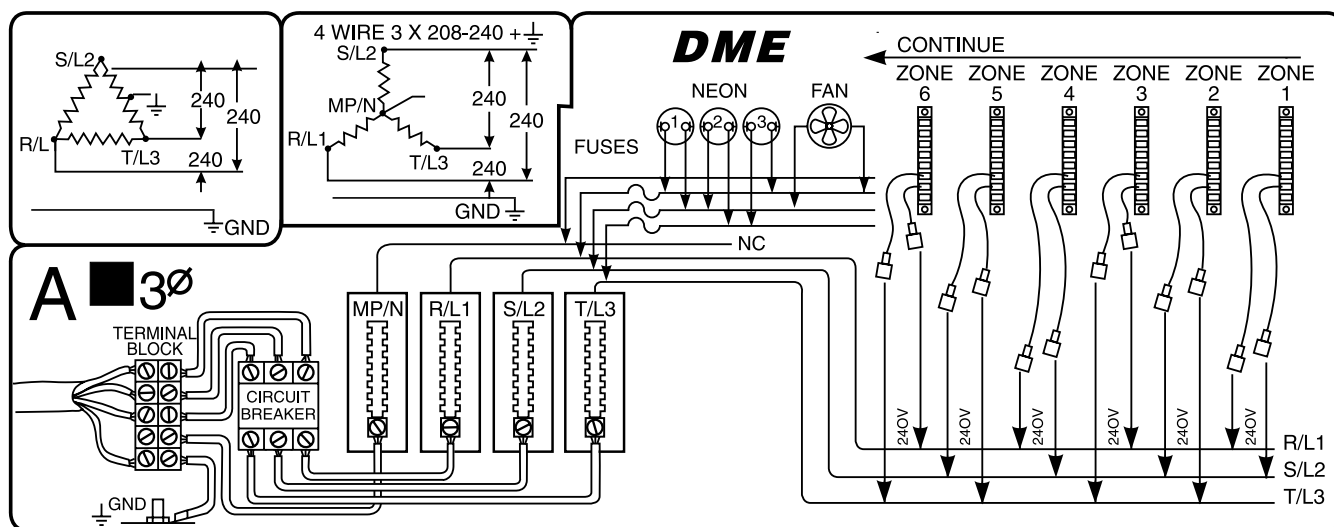 S/L2
240
240
R/L
T/L3
240
GND
4 WIRE 3 X 208-240 +
S/L2
MP/N
240
240
R/L1
T/L3
240
GND
DME
CONTINUE
ZONE 6
ZONE 5
ZONE 4
ZONE 3
ZONE 2
ZONE 1
NEON
FAN
1 2 3
FUSES
NC
A 3Ø
TERMINAL
BLOCK
CIRCUIT
BREAKER
GND
MP/N
R/L1
S/L2
T/L3
240V
240V
240V
240V
240V
240V
R/L1
S/L2
T/L3